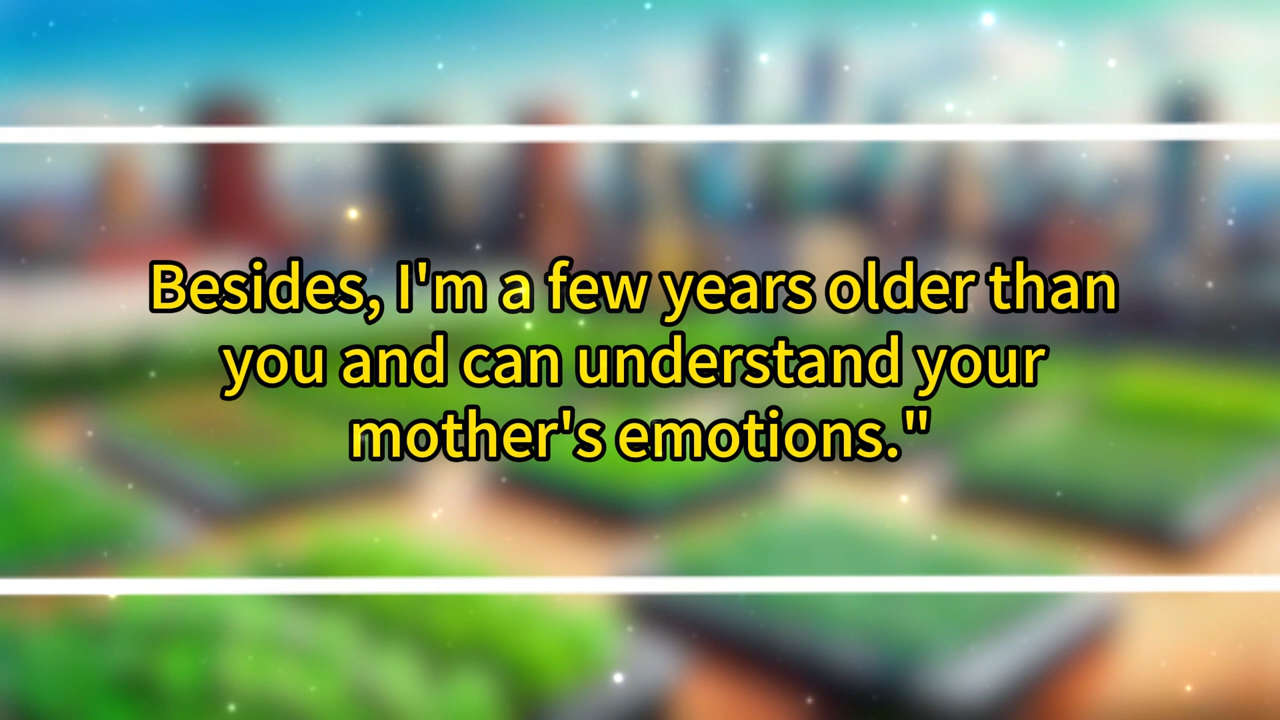 Besides, I'm a few years older than
you and can understand your
mother's emotions."